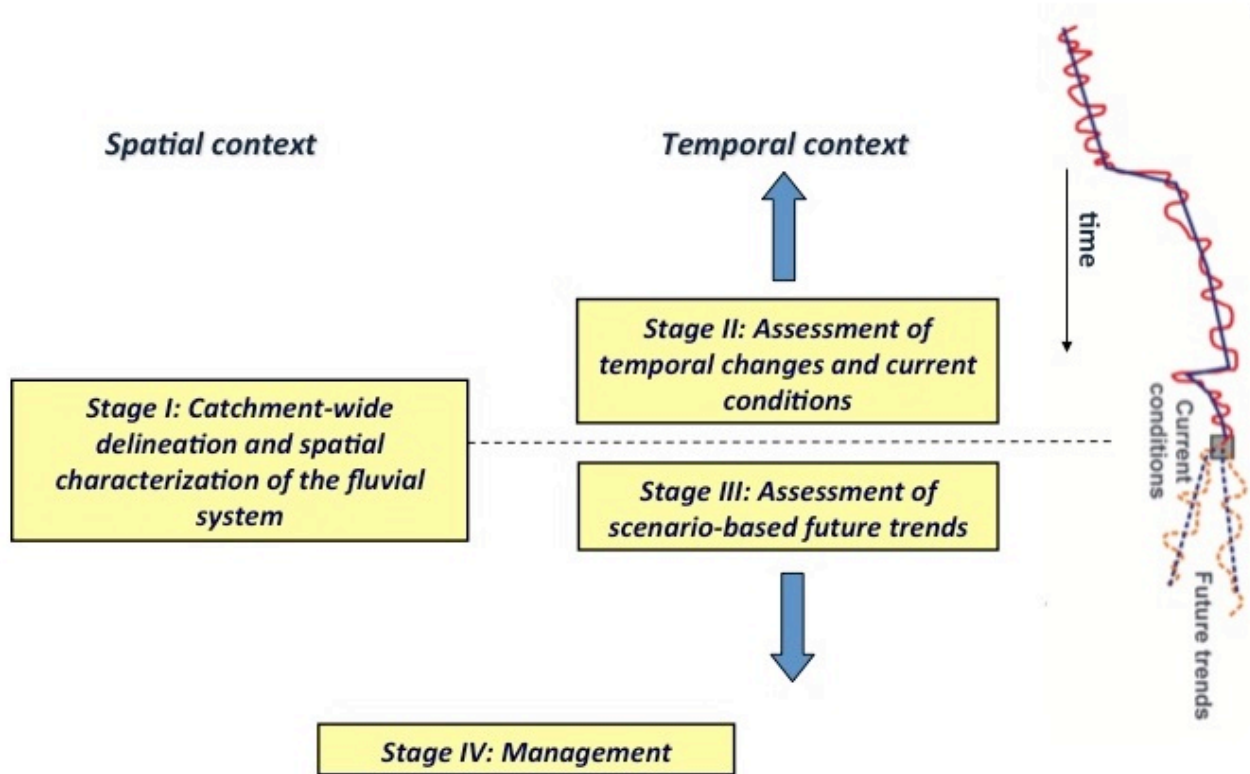 Spatial context
Temporal context
time
Stage II: Assessment of
temporal changes and current
conditions
Stage I: Catchment-wide
delineation and spatial
characterization of the fluvial
system
Current
conditions
Stage III: Assessment of
scenario-based future trends
Future trends
Stage IV: Management